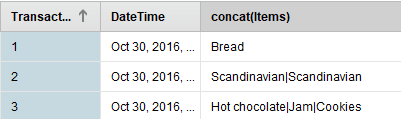 Transact... DateTime concat(Items)
1 Oct 30, 2016, ... Bread
2 Oct 30, 2016, ... Scandinavian|Scandinavian
3 Oct 30, 2016, ... Hot chocolate|Jam|Cookies